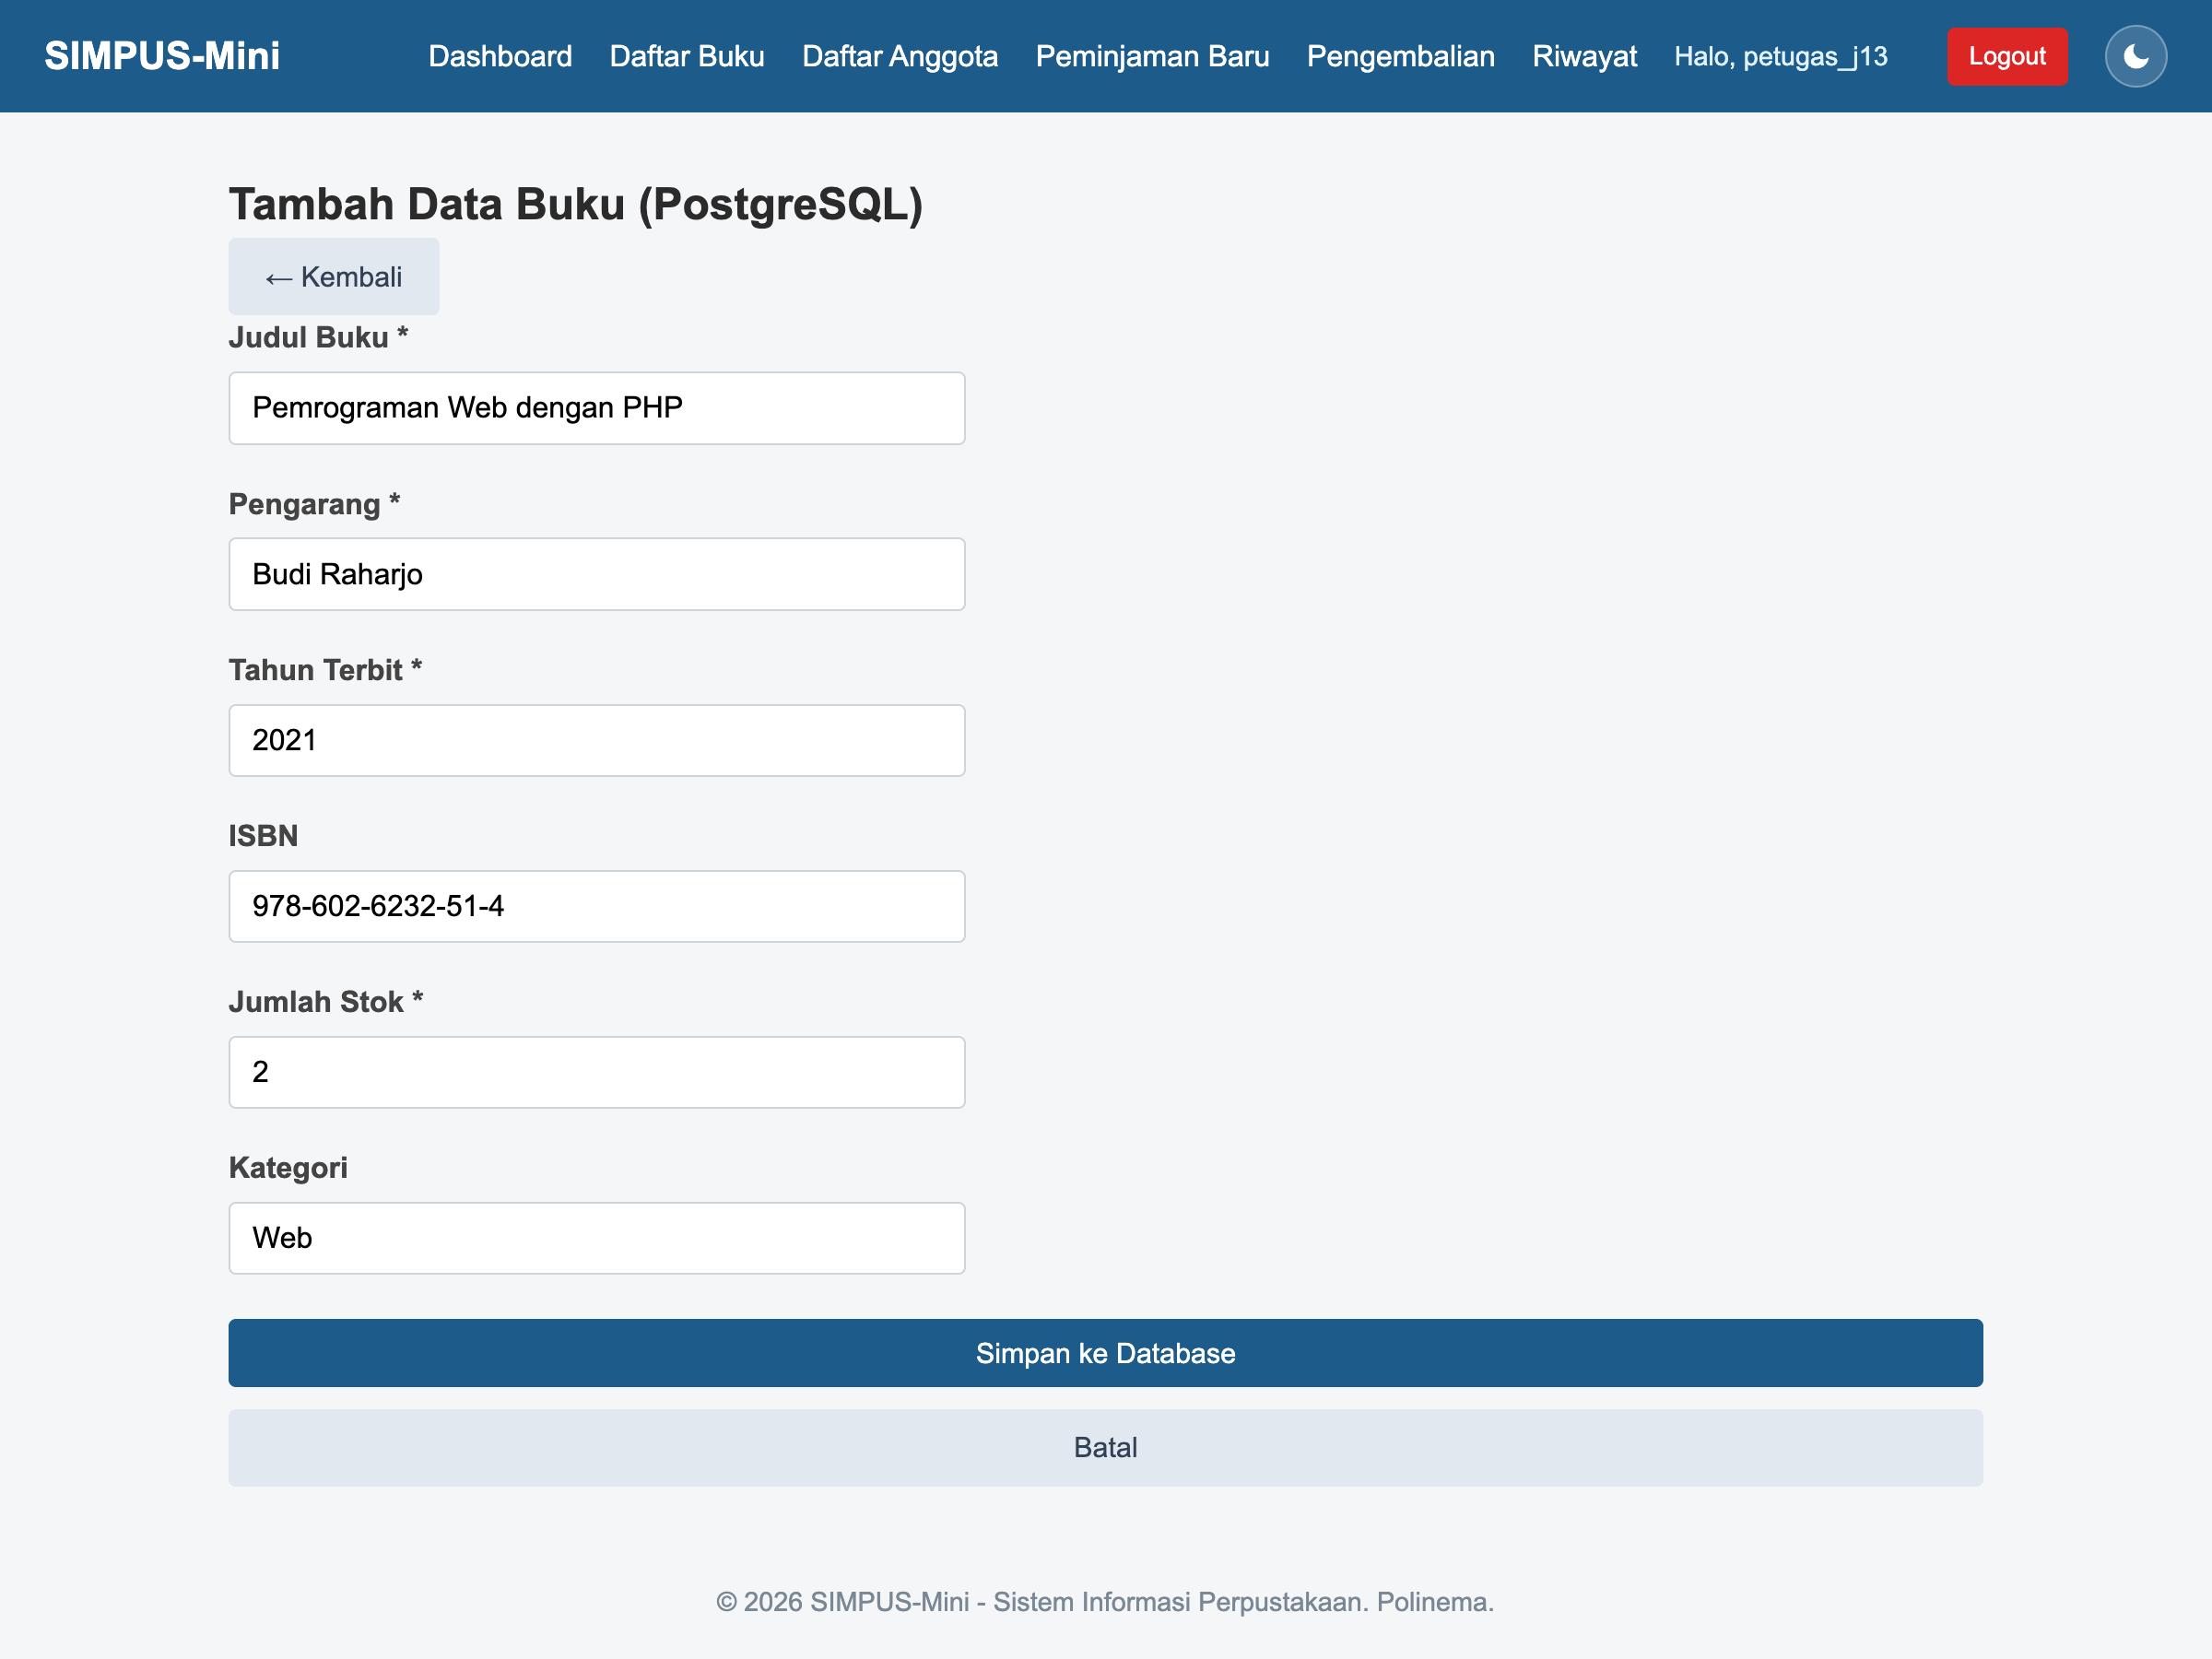 SIMPUS-Mini Dashboard Daftar Buku Daftar Anggota Peminjaman Baru Pengembalian Riwayat Halo, petugas_j13 Logout
Tambah Data Buku (PostgreSQL)
← Kembali
Judul Buku *
Pemrograman Web dengan PHP
Pengarang *
Budi Raharjo
Tahun Terbit *
2021
ISBN
978-602-6232-51-4
Jumlah Stok *
2
Kategori
Web
Simpan ke Database
Batal
© 2026 SIMPUS-Mini - Sistem Informasi Perpustakaan. Polinema.